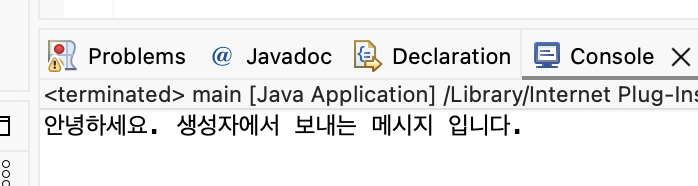 Problems @ Javadoc Declaration Console
<terminated> main [Java Application] /Library/Internet Plug-Ins
안녕하세요. 생성자에서 보내는 메시지 입니다.